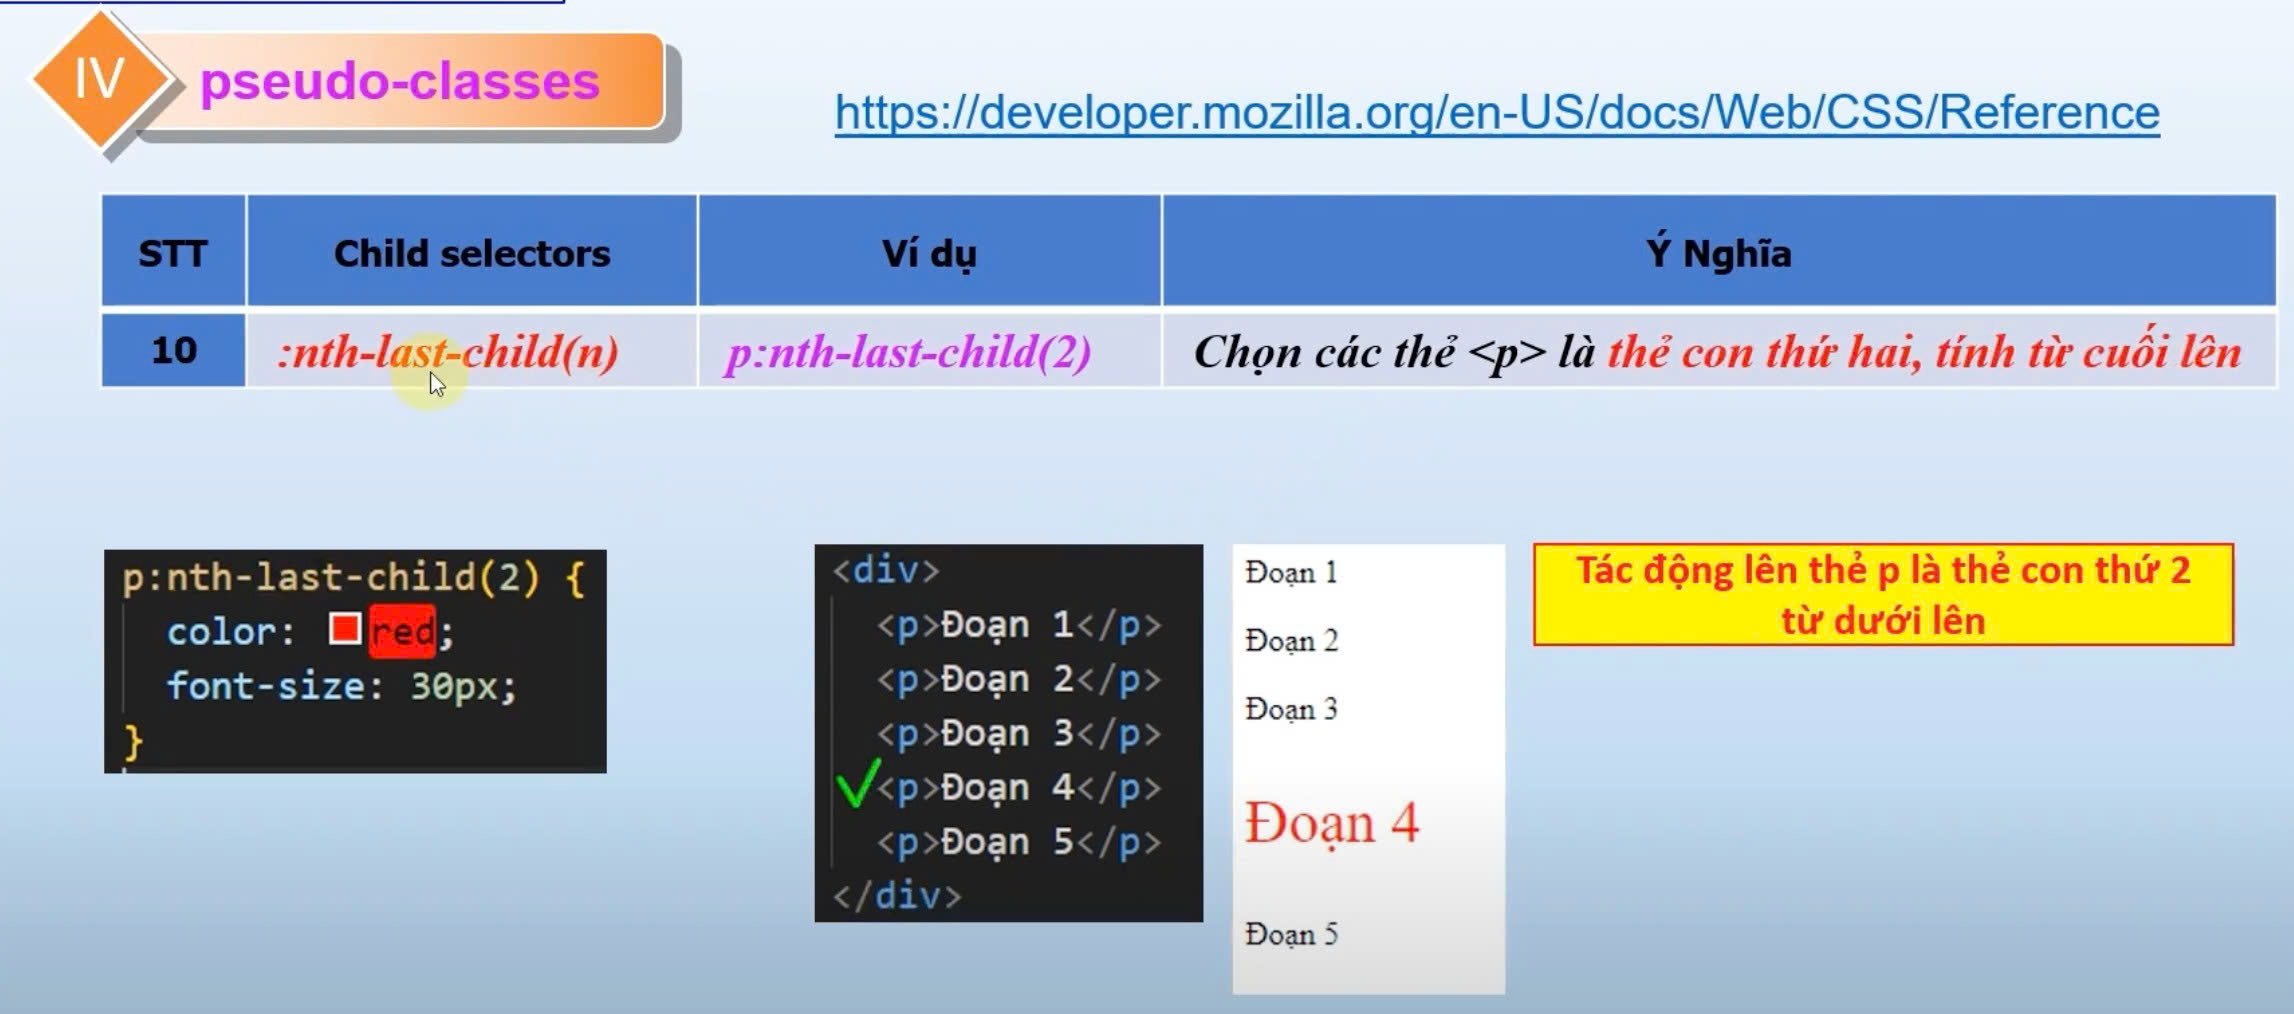 IV
pseudo-classes
https://developer.mozilla.org/en-US/docs/Web/CSS/Reference
STT Child selectors Ví dụ Ý Nghĩa
10 :nth-last-child(n) p:nth-last-child(2) Chọn các thẻ <p> là thẻ con thứ hai, tính từ cuối lên
p:nth-last-child(2) {
color: red;
font-size: 30px;
}
<div>
<p>Đoạn 1</p>
<p>Đoạn 2</p>
<p>Đoạn 3</p>
<p>Đoạn 4</p>
<p>Đoạn 5</p>
</div>
Đoạn 1
Đoạn 2
Đoạn 3
Đoạn 4
Đoạn 5
Tác động lên thẻ p là thẻ con thứ 2
từ dưới lên